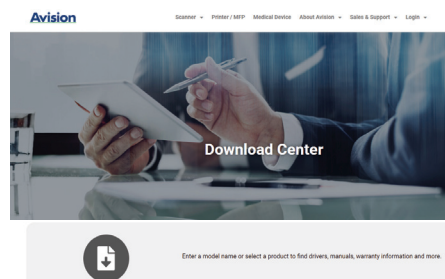 Avision
Scanner Printer / MFP Medical Device About Avision Sales & Support Login
Download Center
Enter a model name or select a product to find drivers, manuals, warranty information and more.